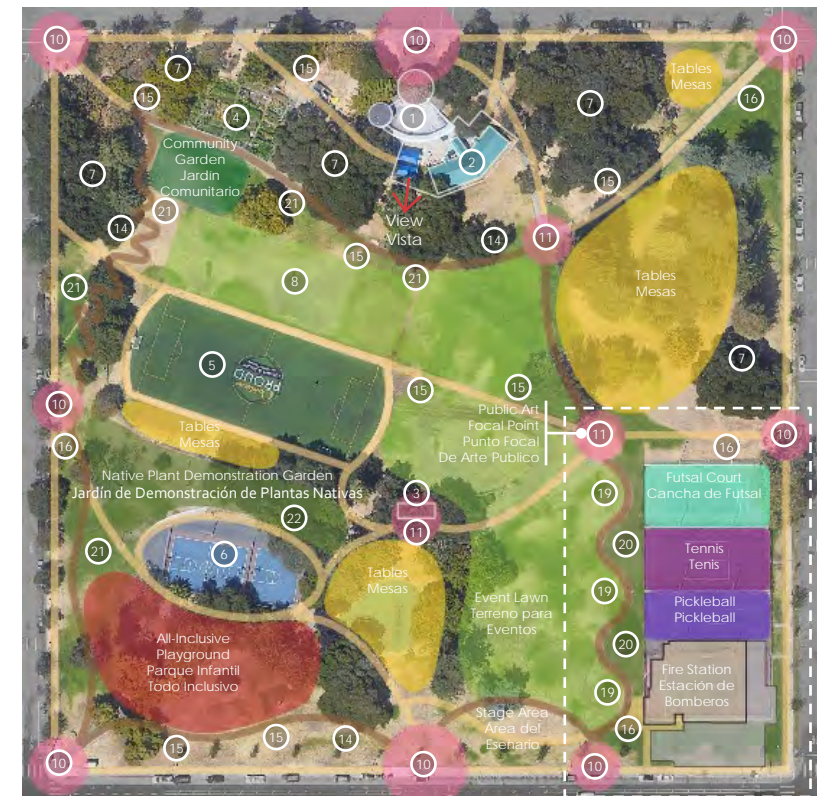 10
10
10
7
15
Tables
Mesas
15
16
7
4
1
Community
Garden
Jardin
Comunitario
7
2
7
15
21
21
View
Vista
14
14
11
15
21
8
21
Tables
Mesas
5
PROUD
7
15
15
10
Public Art
Focal Point
Punto Focal
De Arte Publico
11
10
16
Tables
Mesas
16
Native Plant Demonstration Garden
Jardín de Demostración de Plantas Nativas
3
19
Futsal Court
Cancha de Futsal
22
11
20
Tennis
Tenis
21
6
Tables
Mesas
19
Pickleball
Pickleball
Event Lawn
Terreno para
Eventos
All-Inclusive
Playground
Parque Infantil
Todo Inclusivo
20
Fire Station
Estación de
Bomberos
19
Stage Area
Area del
Esenario
16
15
15
14
10
10
10